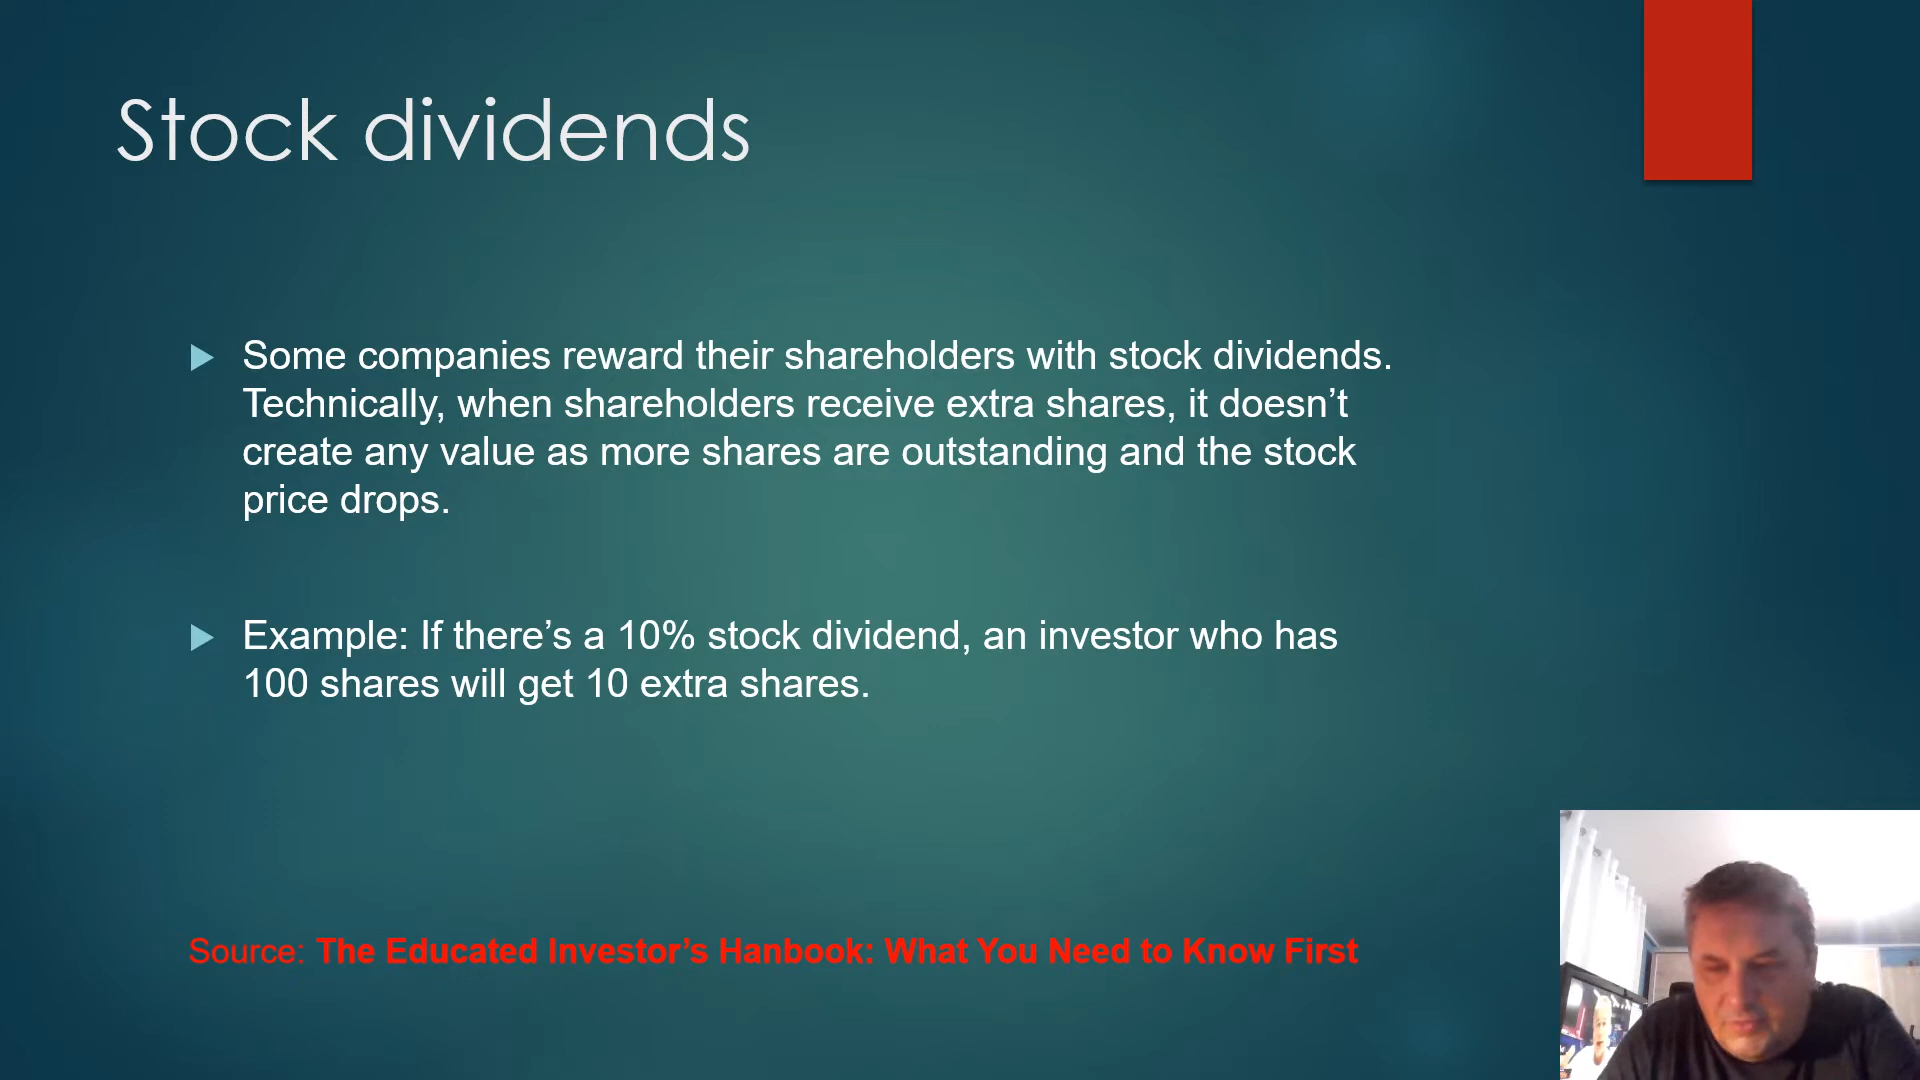 Stock dividends
Some companies reward their shareholders with stock dividends.
Technically, when shareholders receive extra shares, it doesn’t
create any value as more shares are outstanding and the stock
price drops.
Example: If there’s a 10% stock dividend, an investor who has
100 shares will get 10 extra shares.
Source: The Educated Investor’s Hanbook: What You Need to Know First